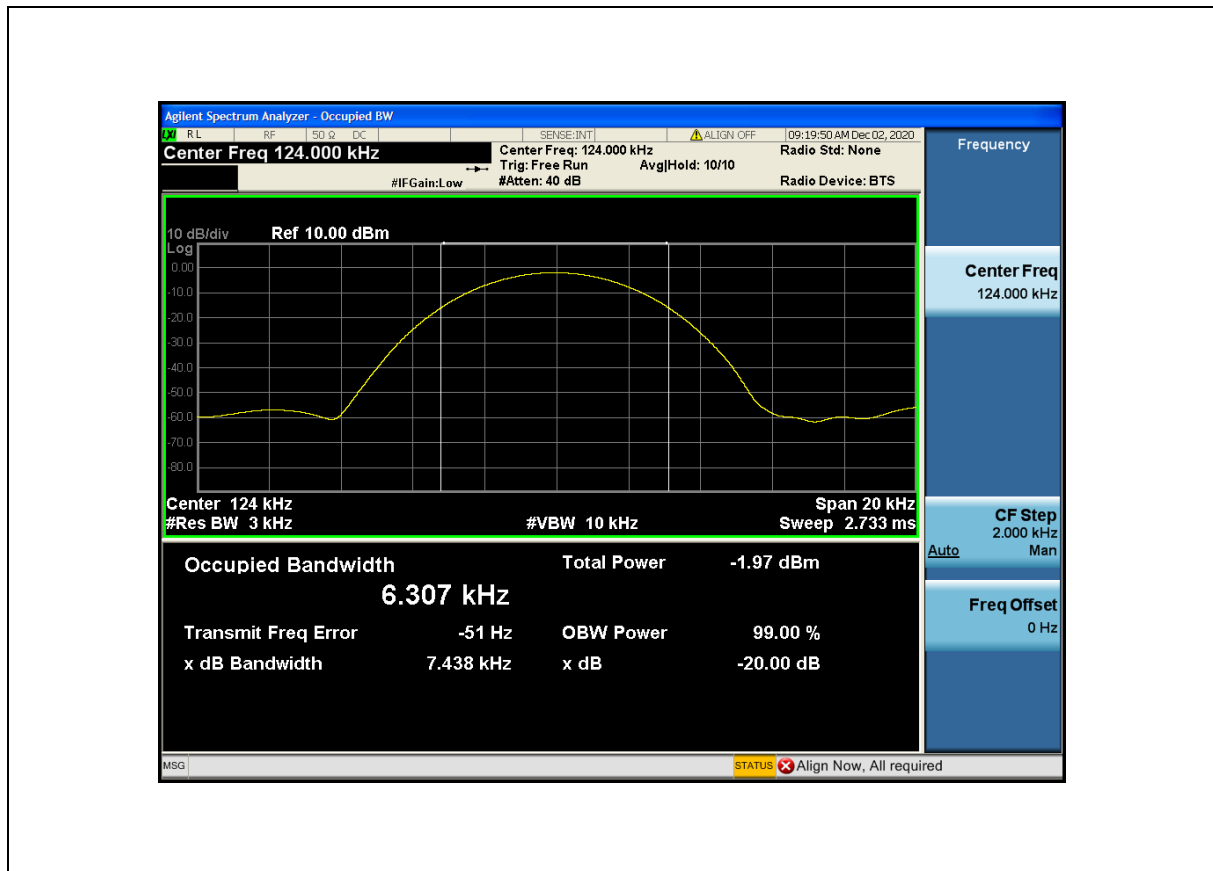 Agilent Spectrum Analyzer - Occupied BW
LXI RL RF 50 Ω DC SENSE:INT ALIGN OFF 09:19:50 AM Dec 02, 2020
Center Freq 124.000 kHz
Center Freq: 124.000 kHz
Radio Std: None
Trig: Free Run Avg|Hold: 10/10
#IFGain:Low
#Atten: 40 dB
Radio Device: BTS
10 dB/div Ref 10.00 dBm
Log
0.00
-10.0
-20.0
-30.0
-40.0
-50.0
-60.0
-70.0
-80.0
Center 124 kHz Span 20 kHz
#Res BW 3 kHz #VBW 10 kHz Sweep 2.733 ms
Occupied Bandwidth Total Power -1.97 dBm
6.307 kHz
Transmit Freq Error -51 Hz OBW Power 99.00 %
x dB Bandwidth 7.438 kHz x dB -20.00 dB
Frequency
Center Freq
124.000 kHz
CF Step
2.000 kHz
Auto Man
Freq Offset
0 Hz
MSG STATUS Align Now, All required